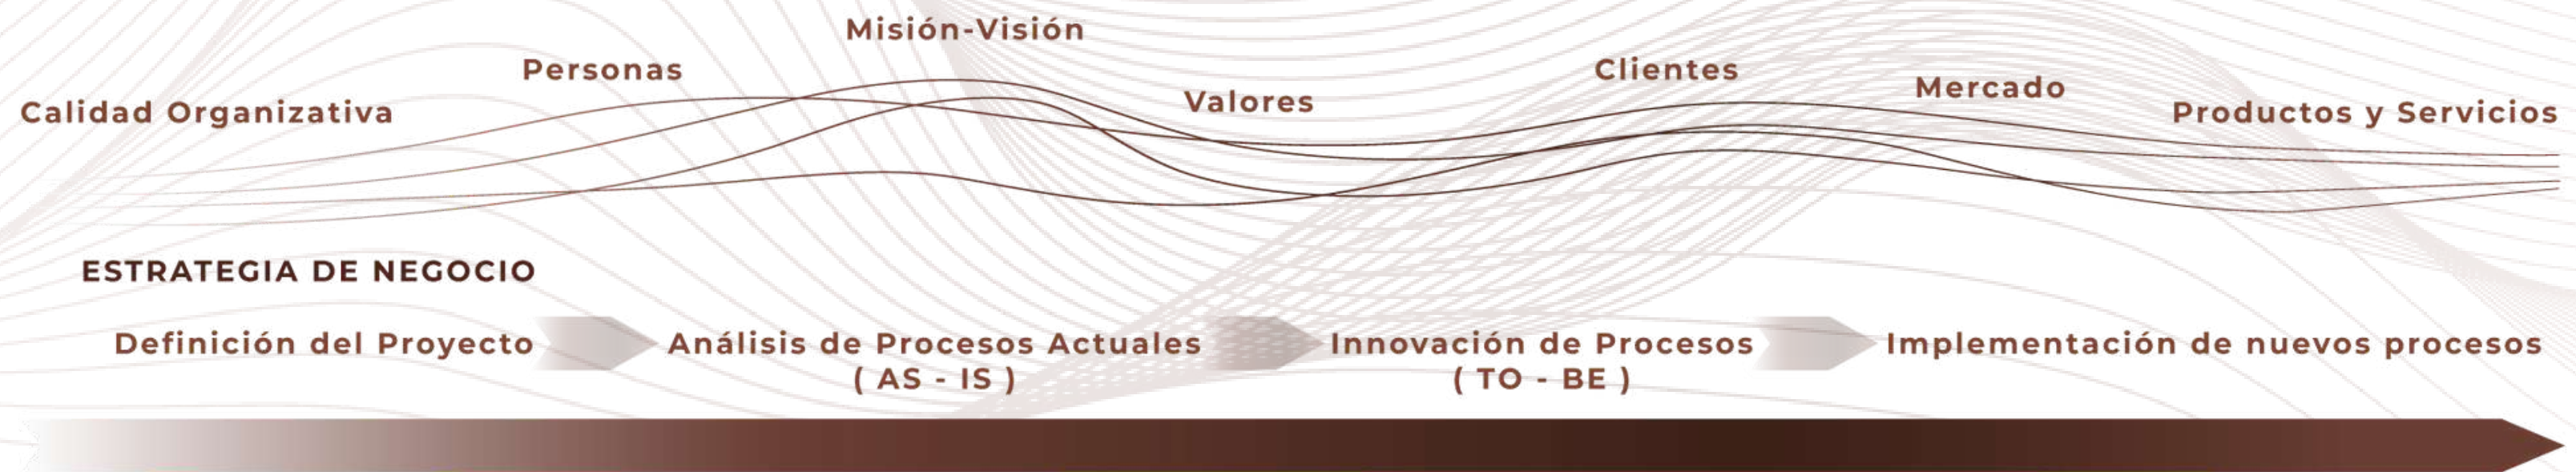 Misión-Visión
Personas
Clientes
Mercado
Valores
Calidad Organizativa
Productos y Servicios
ESTRATEGIA DE NEGOCIO
Definición del Proyecto
Análisis de Procesos Actuales
( AS - IS )
Innovación de Procesos
( TO - BE )
Implementación de nuevos procesos